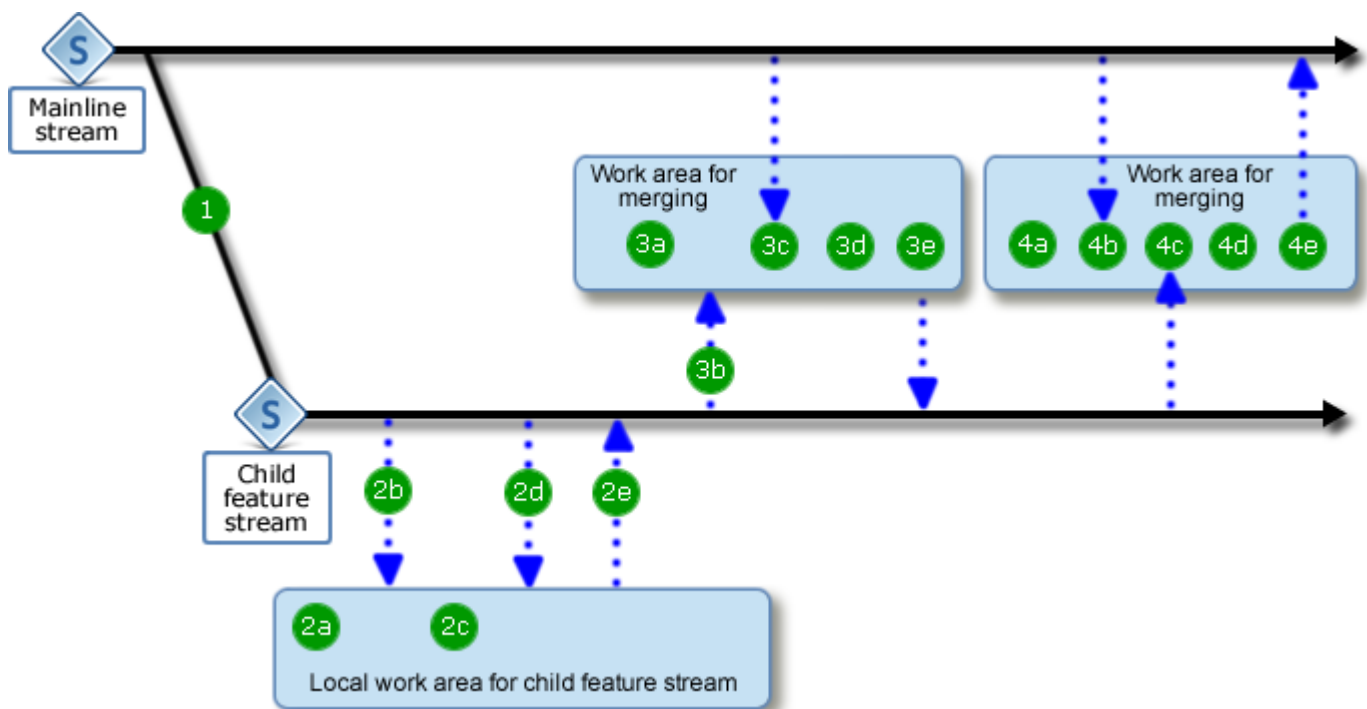 S
Mainline
stream
1
Work area for
merging
3a
3c
3d
3e
Work area for
merging
4a
4b
4c
4d
4e
3b
S
Child
feature
stream
2b
2d
2e
2a
2c
Local work area for child feature stream